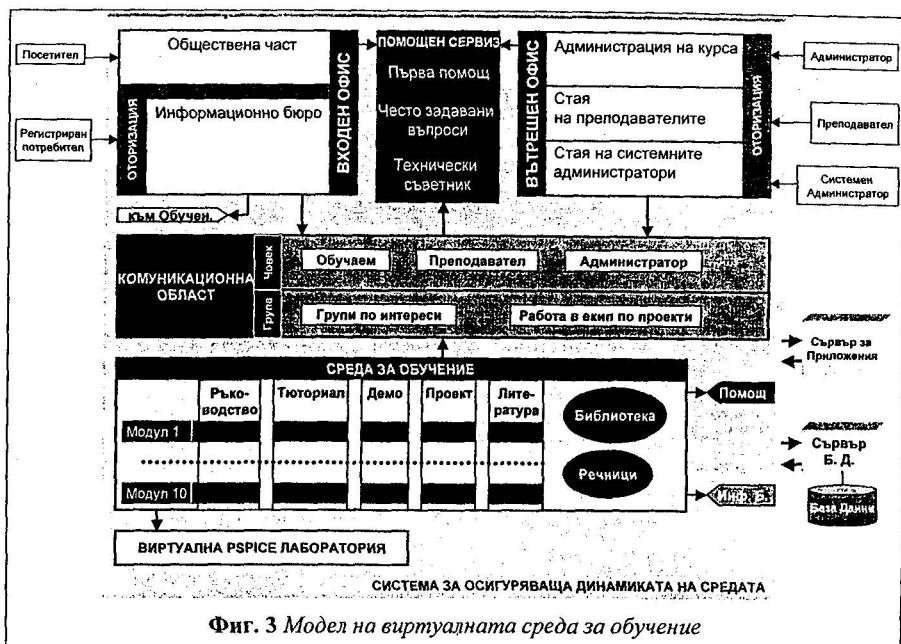 Посетител
Регистриран
потребител
Обществена част
ОТОРИЗАЦИЯ
Информационно бюро
ВХОДЕН ОФИС
ПОМОЩЕН СЕРВИЗ
Първа помощ
Често задавани
въпроси
Технически
съветник
ВЪТРЕШЕН ОФИС
Администрация на курса
Стая
на преподавателите
Стая на системните
администратори
ОТОРИЗАЦИЯ
Администратор
Преподавател
Системен
Администратор
към Обучен.
КОМУНИКАЦИОННА
ОБЛАСТ
Човек
Обучаем
Преподавател
Администратор
Група
Групи по интереси
Работа в екип по проекти
СРЕДА ЗА ОБУЧЕНИЕ
Ръко-
водство
Тюториал
Демо
Проект
Лите-
ратура
Модул 1
Модул 10
Библиотека
Речници
Помощ
Инф. Б.
Сървър за
Приложения
Сървър
Б. Д.
База Данни
ВИРТУАЛНА PSPICE ЛАБОРАТОРИЯ
СИСТЕМА ЗА ОСИГУРЯВАЩА ДИНАМИКАТА НА СРЕДАТА
Фиг. 3 Модел на виртуалната среда за обучение